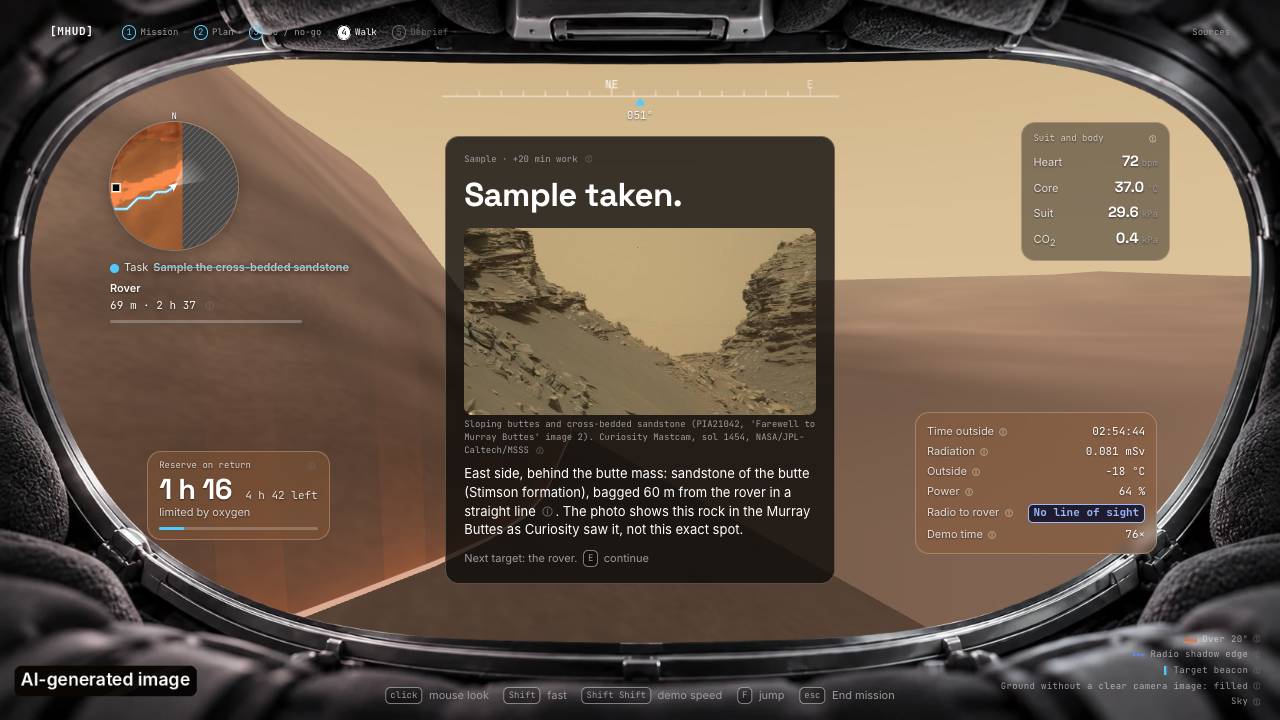 [MHUD]
1 Mission 2 Plan 3 Go / no-go 4 Walk 5 Debrief
Sources
NE E
051°
N
Task Sample the cross-bedded sandstone
Rover
69 m · 2 h 37
Reserve on return
1 h 16 4 h 42 left
limited by oxygen
Sample · +20 min work
Sample taken.
Sloping buttes and cross-bedded sandstone (PIA21042, 'Farewell to
Murray Buttes' image 2). Curiosity Mastcam, sol 1454, NASA/JPL-
Caltech/MSSS
East side, behind the butte mass: sandstone of the butte
(Stimson formation), bagged 60 m from the rover in a
straight line . The photo shows this rock in the Murray
Buttes as Curiosity saw it, not this exact spot.
Next target: the rover. E continue
Suit and body
Heart 72 bpm
Core 37.0 °C
Suit 29.6 kPa
CO2 0.4 kPa
Time outside 02:54:44
Radiation 0.081 mSv
Outside -18 °C
Power 64 %
Radio to rover No line of sight
Demo time 76×
Over 20°
Radio shadow edge
Target beacon
Ground without a clear camera image: filled
Sky
AI-generated image
click mouse look Shift fast Shift Shift demo speed F jump esc End mission